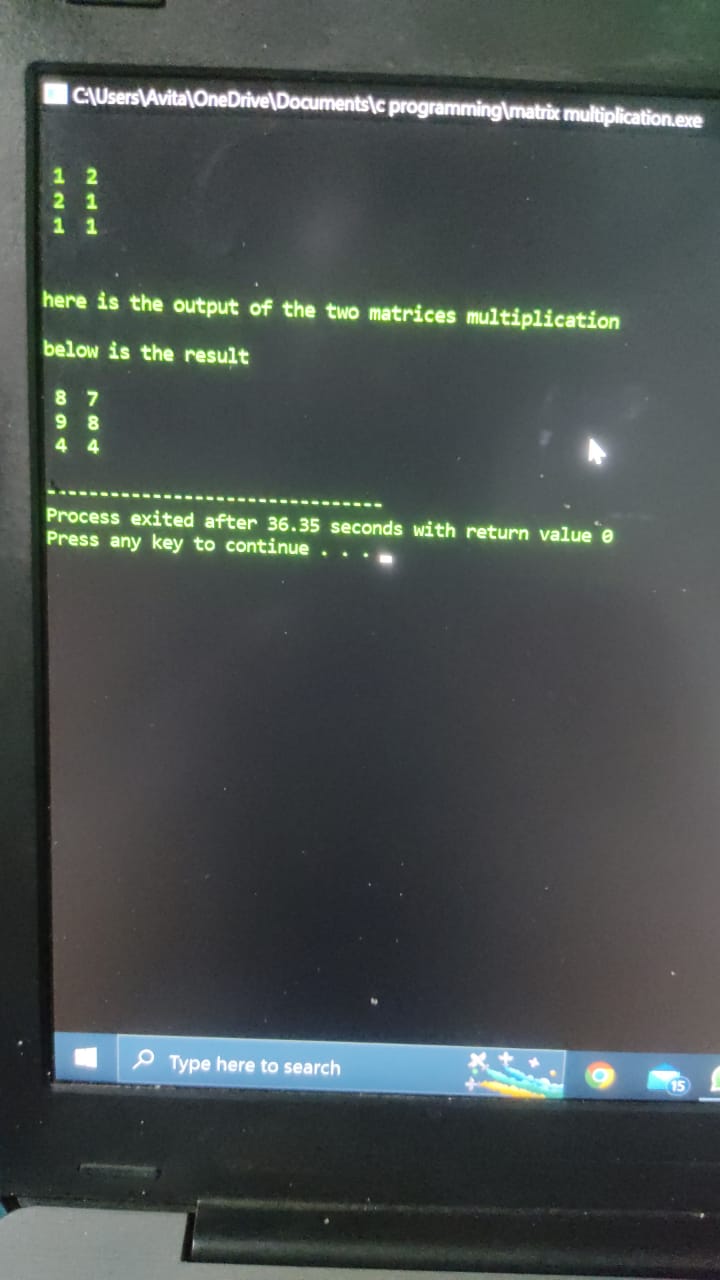 C:\Users\Avita\OneDrive\Documents\c programming\matrix multiplication.exe
1 2
2 1
1 1
here is the output of the two matrices multiplication
below is the result
8 7
9 8
4 4
--------------------------------
Process exited after 36.35 seconds with return value 0
Press any key to continue . . .
Type here to search
15